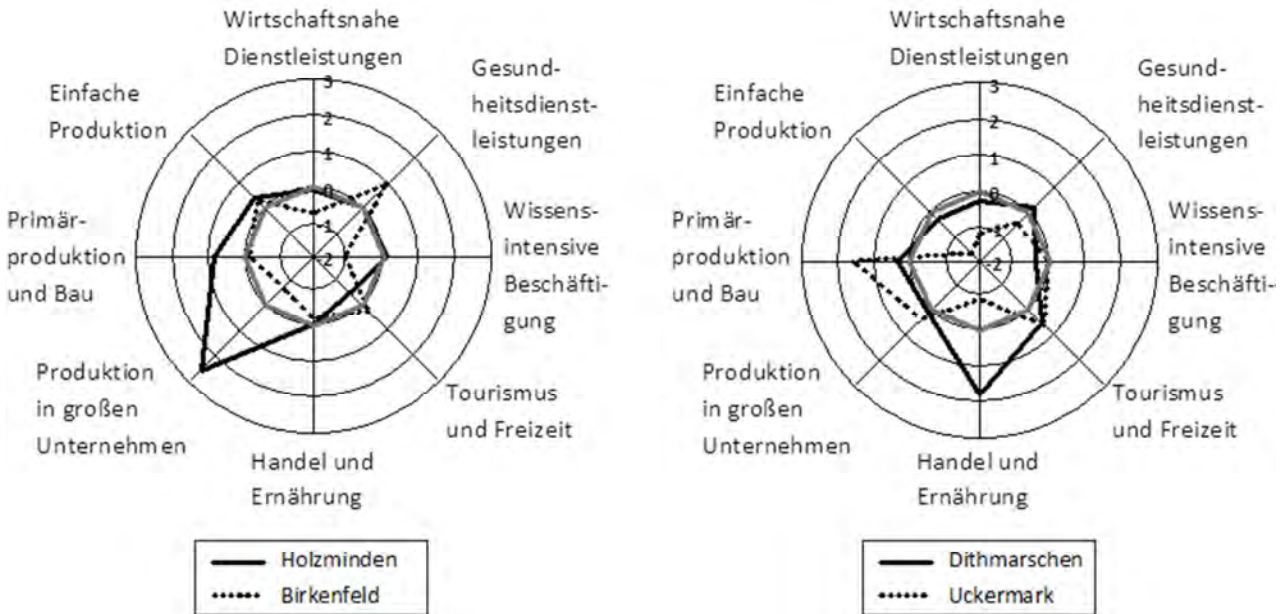 Wirtschaftsnahe
Dienstleistungen
Gesund-
heitsdienst-
leistungen
Wissens-
intensive
Beschäfti-
gung
Tourismus
und Freizeit
Handel und
Ernährung
Produktion
in großen
Unternehmen
Primär-
produktion
und Bau
Einfache
Produktion
3
2
1
0
-1
-2
Holzminden
Birkenfeld
Wirtschaftsnahe
Dienstleistungen
Gesund-
heitsdienst-
leistungen
Wissens-
intensive
Beschäfti-
gung
Tourismus
und Freizeit
Handel und
Ernährung
Produktion
in großen
Unternehmen
Primär-
produktion
und Bau
Einfache
Produktion
3
2
1
0
-1
-2
Dithmarschen
Uckermark